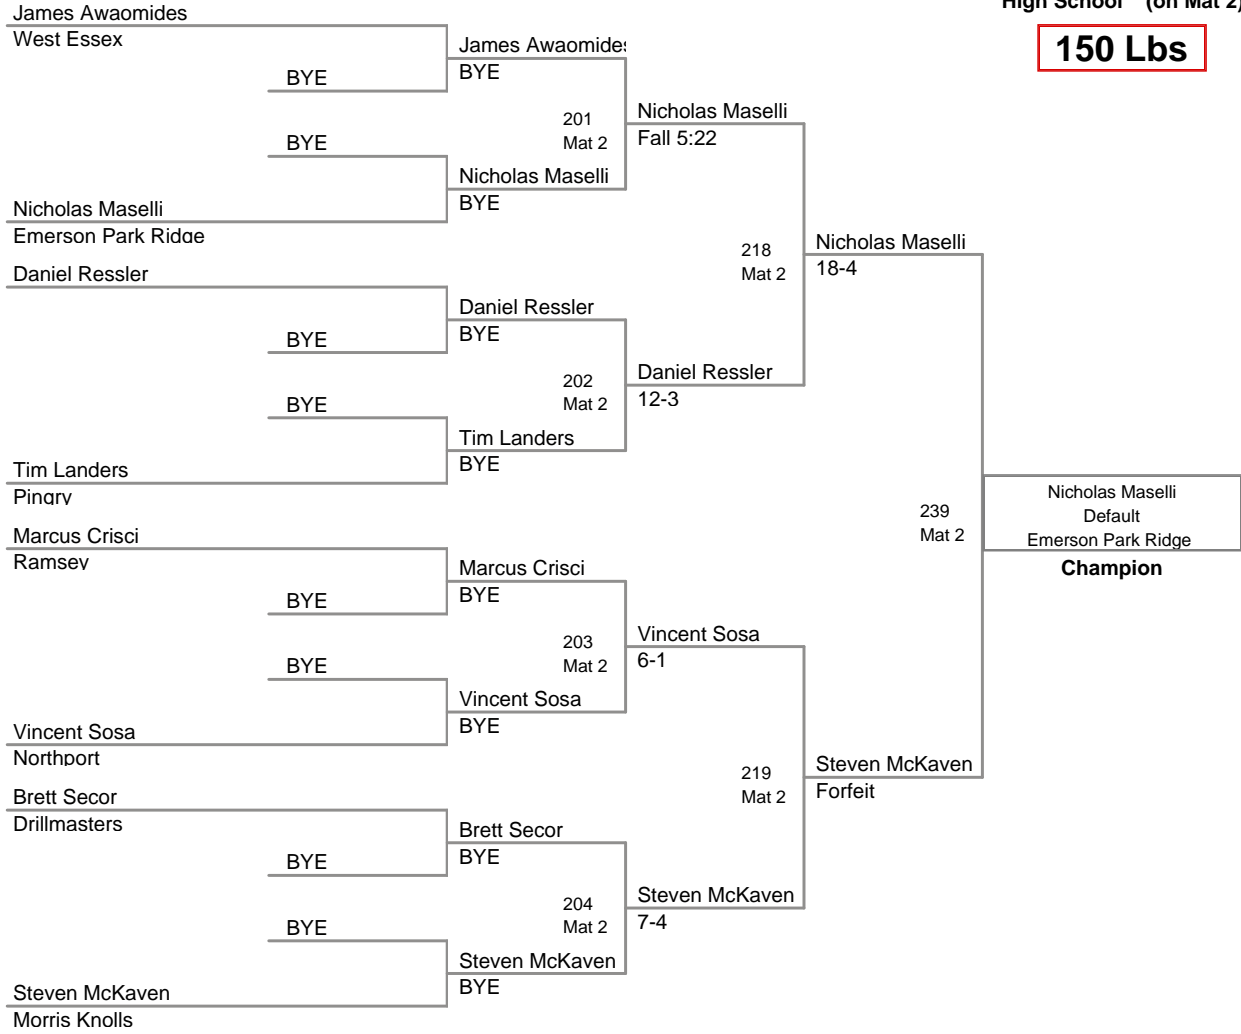 High School (on Mat 2)
150 Lbs
James Awaomides
West Essex
BYE
James Awaomides
BYE
BYE
Nicholas Maselli
Emerson Park Ridge
Nicholas Maselli
BYE
201
Mat 2
Nicholas Maselli
Fall 5:22
Daniel Ressler
BYE
Daniel Ressler
BYE
BYE
Tim Landers
Pingry
Tim Landers
BYE
202
Mat 2
Daniel Ressler
12-3
218
Mat 2
Nicholas Maselli
18-4
Marcus Crisci
Ramsey
BYE
Marcus Crisci
BYE
BYE
Vincent Sosa
Northport
Vincent Sosa
BYE
203
Mat 2
Vincent Sosa
6-1
Brett Secor
Drillmasters
BYE
Brett Secor
BYE
BYE
Steven McKaven
Morris Knolls
Steven McKaven
BYE
204
Mat 2
Steven McKaven
7-4
219
Mat 2
Steven McKaven
Forfeit
239
Mat 2
Nicholas Maselli
Default
Emerson Park Ridge
Champion